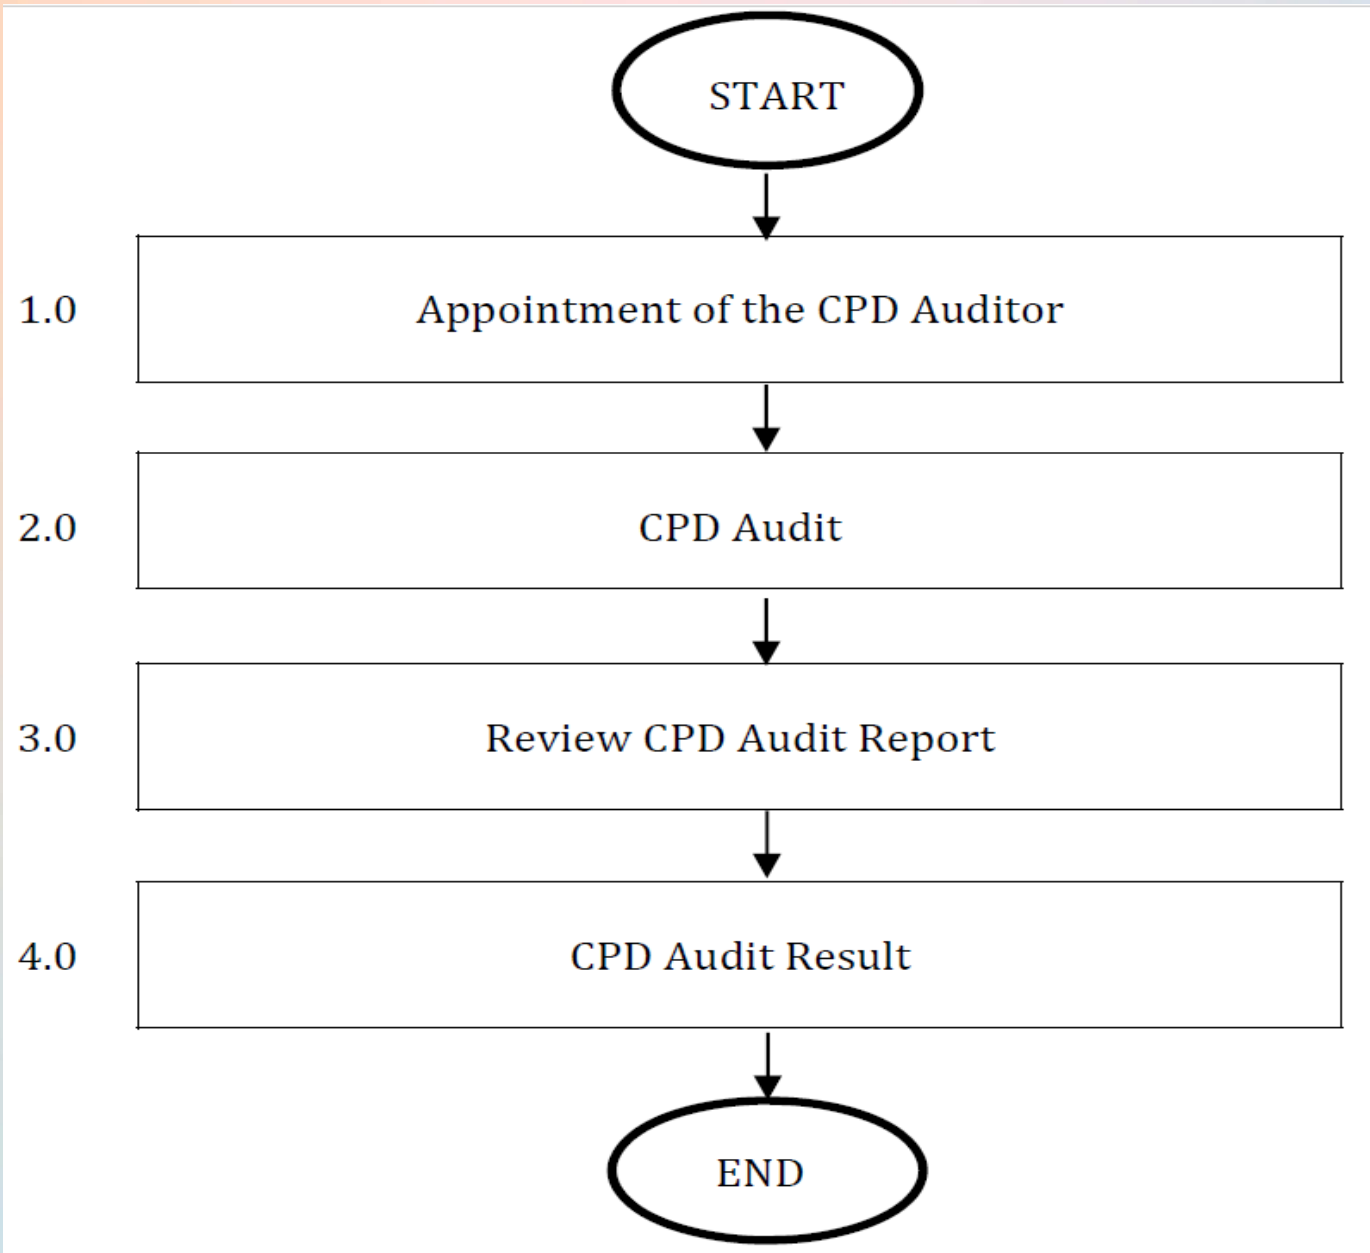 START
1.0 Appointment of the CPD Auditor
2.0 CPD Audit
3.0 Review CPD Audit Report
4.0 CPD Audit Result
END